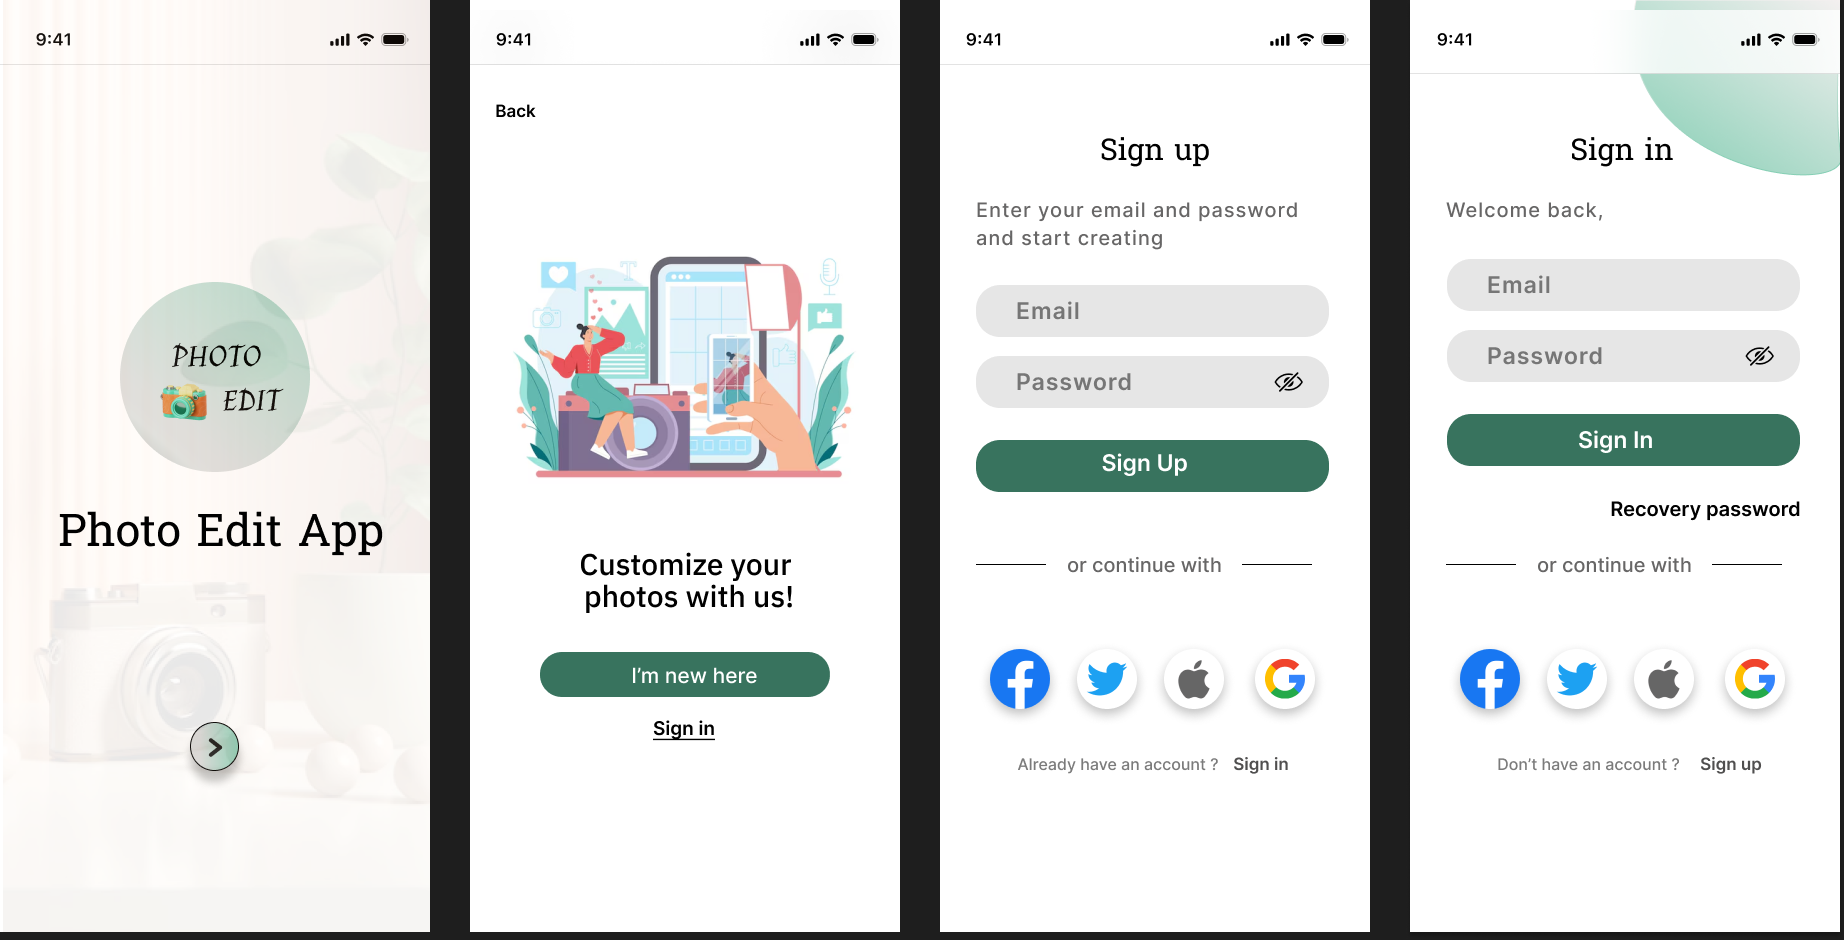 9:41
PHOTO
EDIT
Photo Edit App
9:41
Back
T
Customize your
photos with us!
I'm new here
Sign in
9:41
Sign up
Enter your email and password
and start creating
Email
Password
Sign Up
or continue with
Already have an account ? Sign in
9:41
Sign in
Welcome back,
Email
Password
Sign In
Recovery password
or continue with
Don't have an account ? Sign up